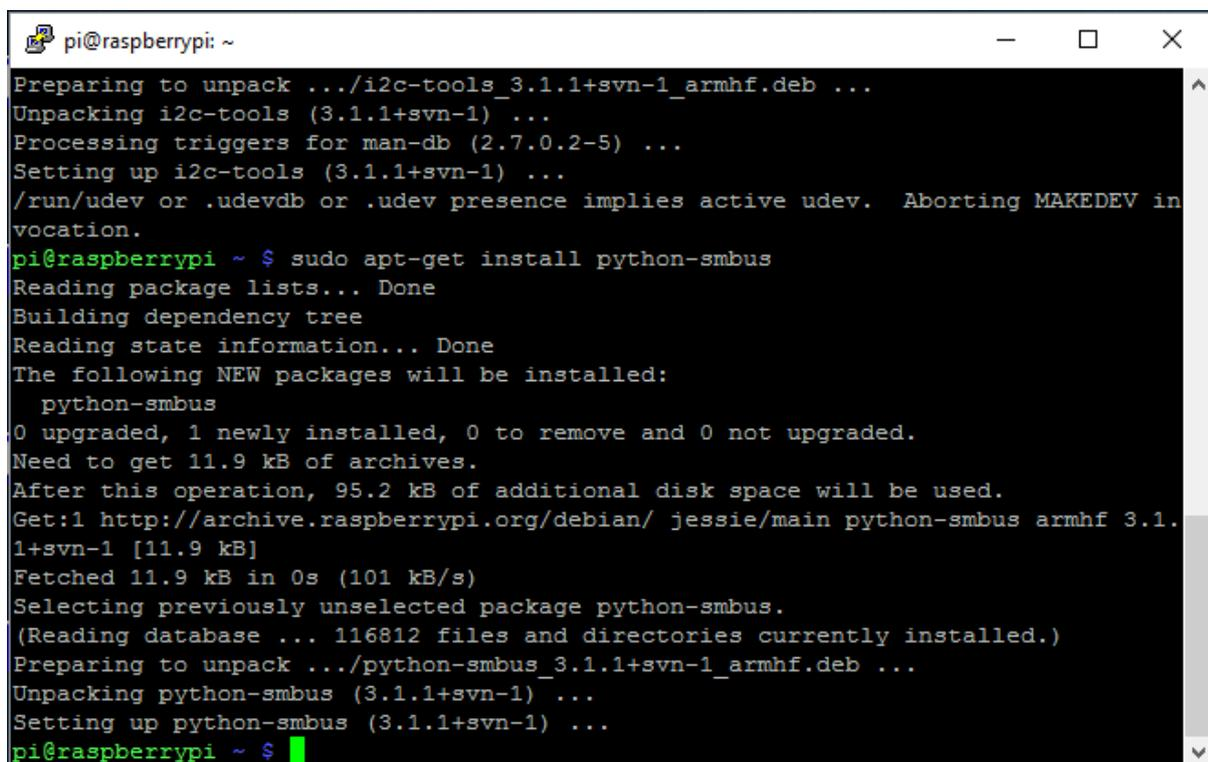 pi@raspberrypi: ~
Preparing to unpack .../i2c-tools_3.1.1+svn-1_armhf.deb ...
Unpacking i2c-tools (3.1.1+svn-1) ...
Processing triggers for man-db (2.7.0.2-5) ...
Setting up i2c-tools (3.1.1+svn-1) ...
/run/udev or .udevdb or .udev presence implies active udev.  Aborting MAKEDEV in
vocation.
pi@raspberrypi ~ $ sudo apt-get install python-smbus
Reading package lists... Done
Building dependency tree
Reading state information... Done
The following NEW packages will be installed:
  python-smbus
0 upgraded, 1 newly installed, 0 to remove and 0 not upgraded.
Need to get 11.9 kB of archives.
After this operation, 95.2 kB of additional disk space will be used.
Get:1 http://archive.raspberrypi.org/debian/ jessie/main python-smbus armhf 3.1.
1+svn-1 [11.9 kB]
Fetched 11.9 kB in 0s (101 kB/s)
Selecting previously unselected package python-smbus.
(Reading database ... 116812 files and directories currently installed.)
Preparing to unpack .../python-smbus_3.1.1+svn-1_armhf.deb ...
Unpacking python-smbus (3.1.1+svn-1) ...
Setting up python-smbus (3.1.1+svn-1) ...
pi@raspberrypi ~ $